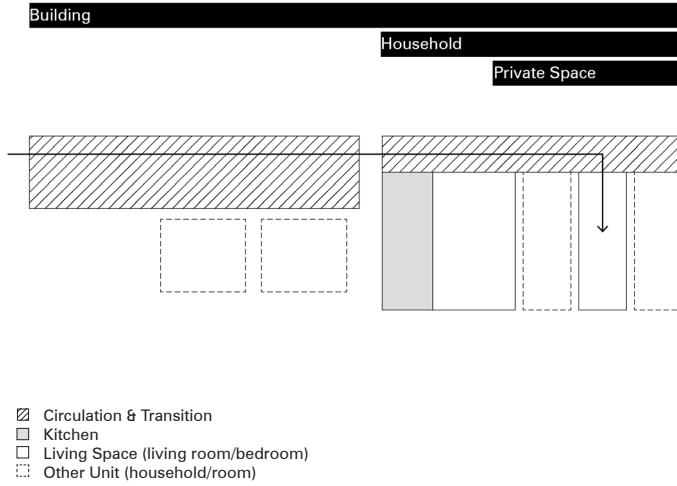 Building
Household
Private Space
Circulation & Transition
Kitchen
Living Space (living room/bedroom)
Other Unit (household/room)